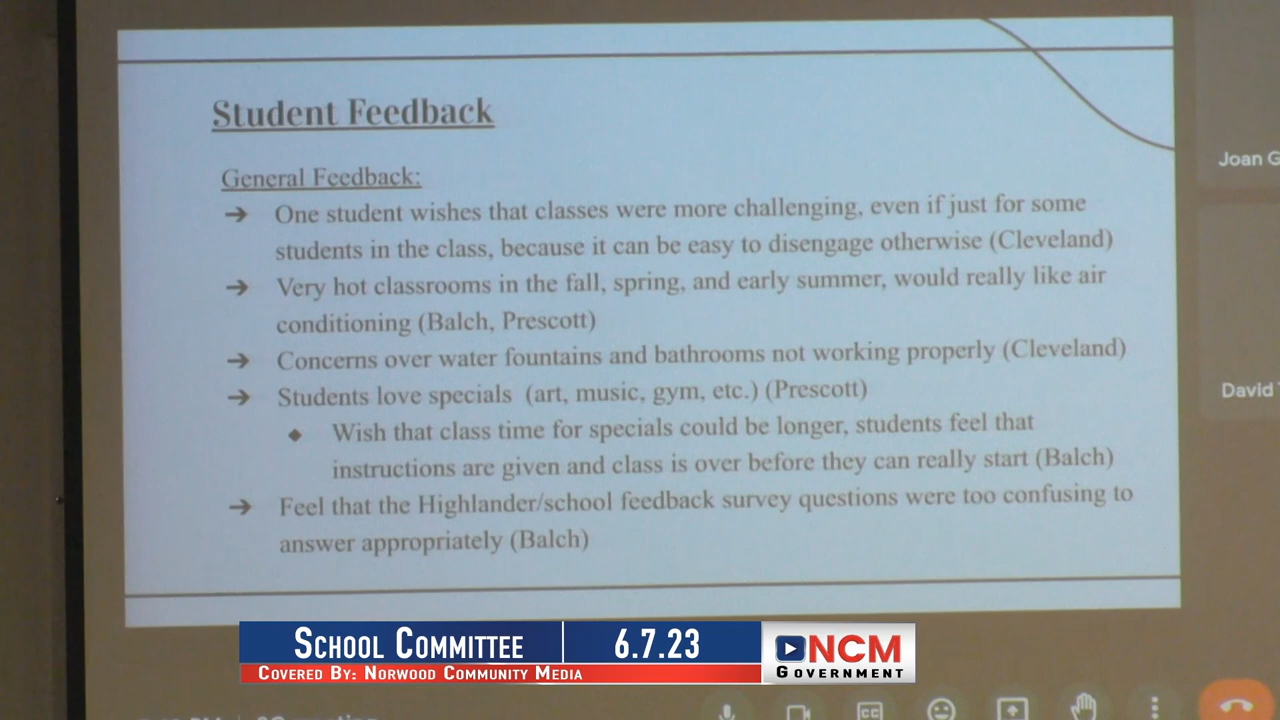 Student Feedback
General Feedback:
➔ One student wishes that classes were more challenging, even if just for some
students in the class, because it can be easy to disengage otherwise (Cleveland)
➔ Very hot classrooms in the fall, spring, and early summer, would really like air
conditioning (Balch, Prescott)
➔ Concerns over water fountains and bathrooms not working properly (Cleveland)
➔ Students love specials (art, music, gym, etc.) (Prescott)
◆ Wish that class time for specials could be longer, students feel that
instructions are given and class is over before they can really start (Balch)
➔ Feel that the Highlander/school feedback survey questions were too confusing to
answer appropriately (Balch)
Joan G
David
School Committee 6.7.23
Covered By: Norwood Community Media
NCM
Government
CC